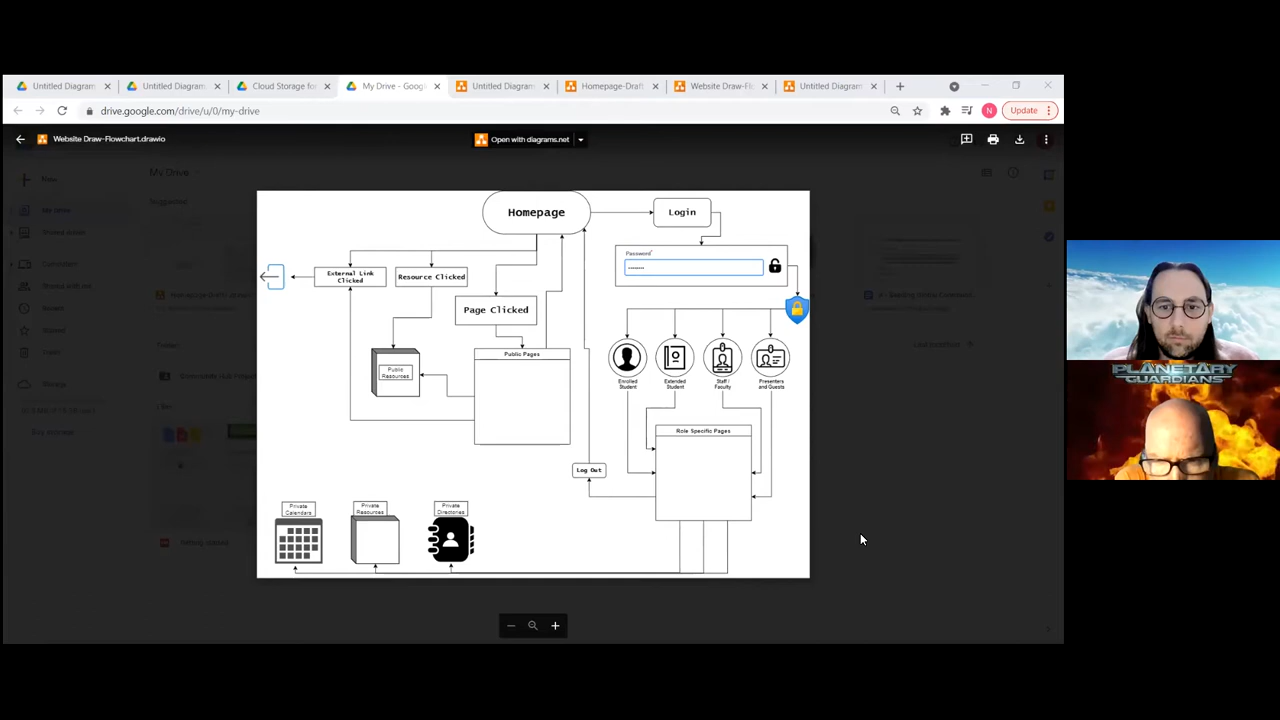 Untitled Diagram
Untitled Diagram
Cloud Storage for
My Drive - Googl
Untitled Diagram
Homepage-Draft
Website Draw-Flo
Untitled Diagram
drive.google.com/drive/u/0/my-drive
N
Update
Website Draw-Flowchart.drawio
Open with diagrams.net
New
My Drive
Homepage
Login
Password*
External Link
Clicked
Resource Clicked
Page Clicked
Public Pages
Public
Resources
Enrolled
Student
Extended
Student
Staff /
Faculty
Presenters
and Guests
Role Specific Pages
Log Out
Private
Calendars
Private
Resources
Private
Directories
PLANETARY
GUARDIANS